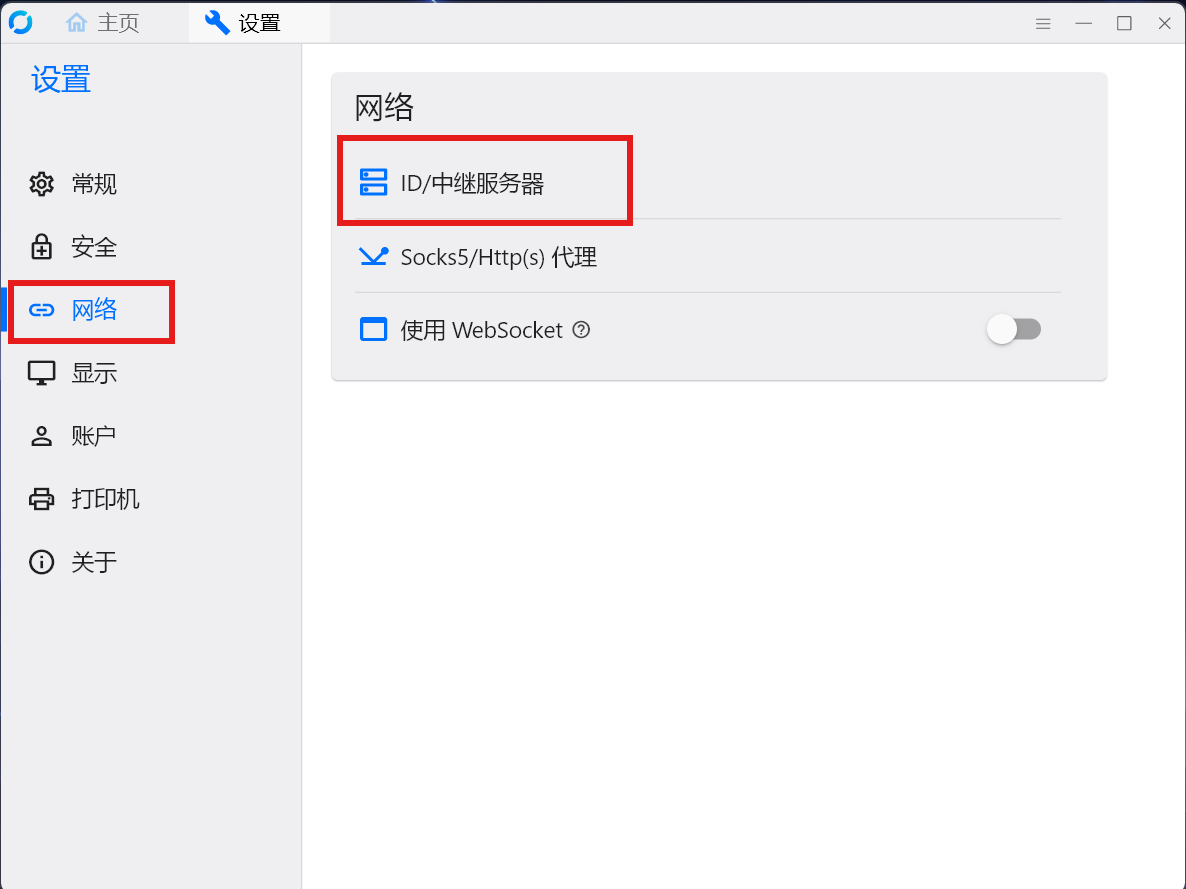 主页
设置
设置
常规
安全
网络
显示
账户
打印机
关于
网络
ID/中继服务器
Socks5/Http(s) 代理
使用 WebSocket